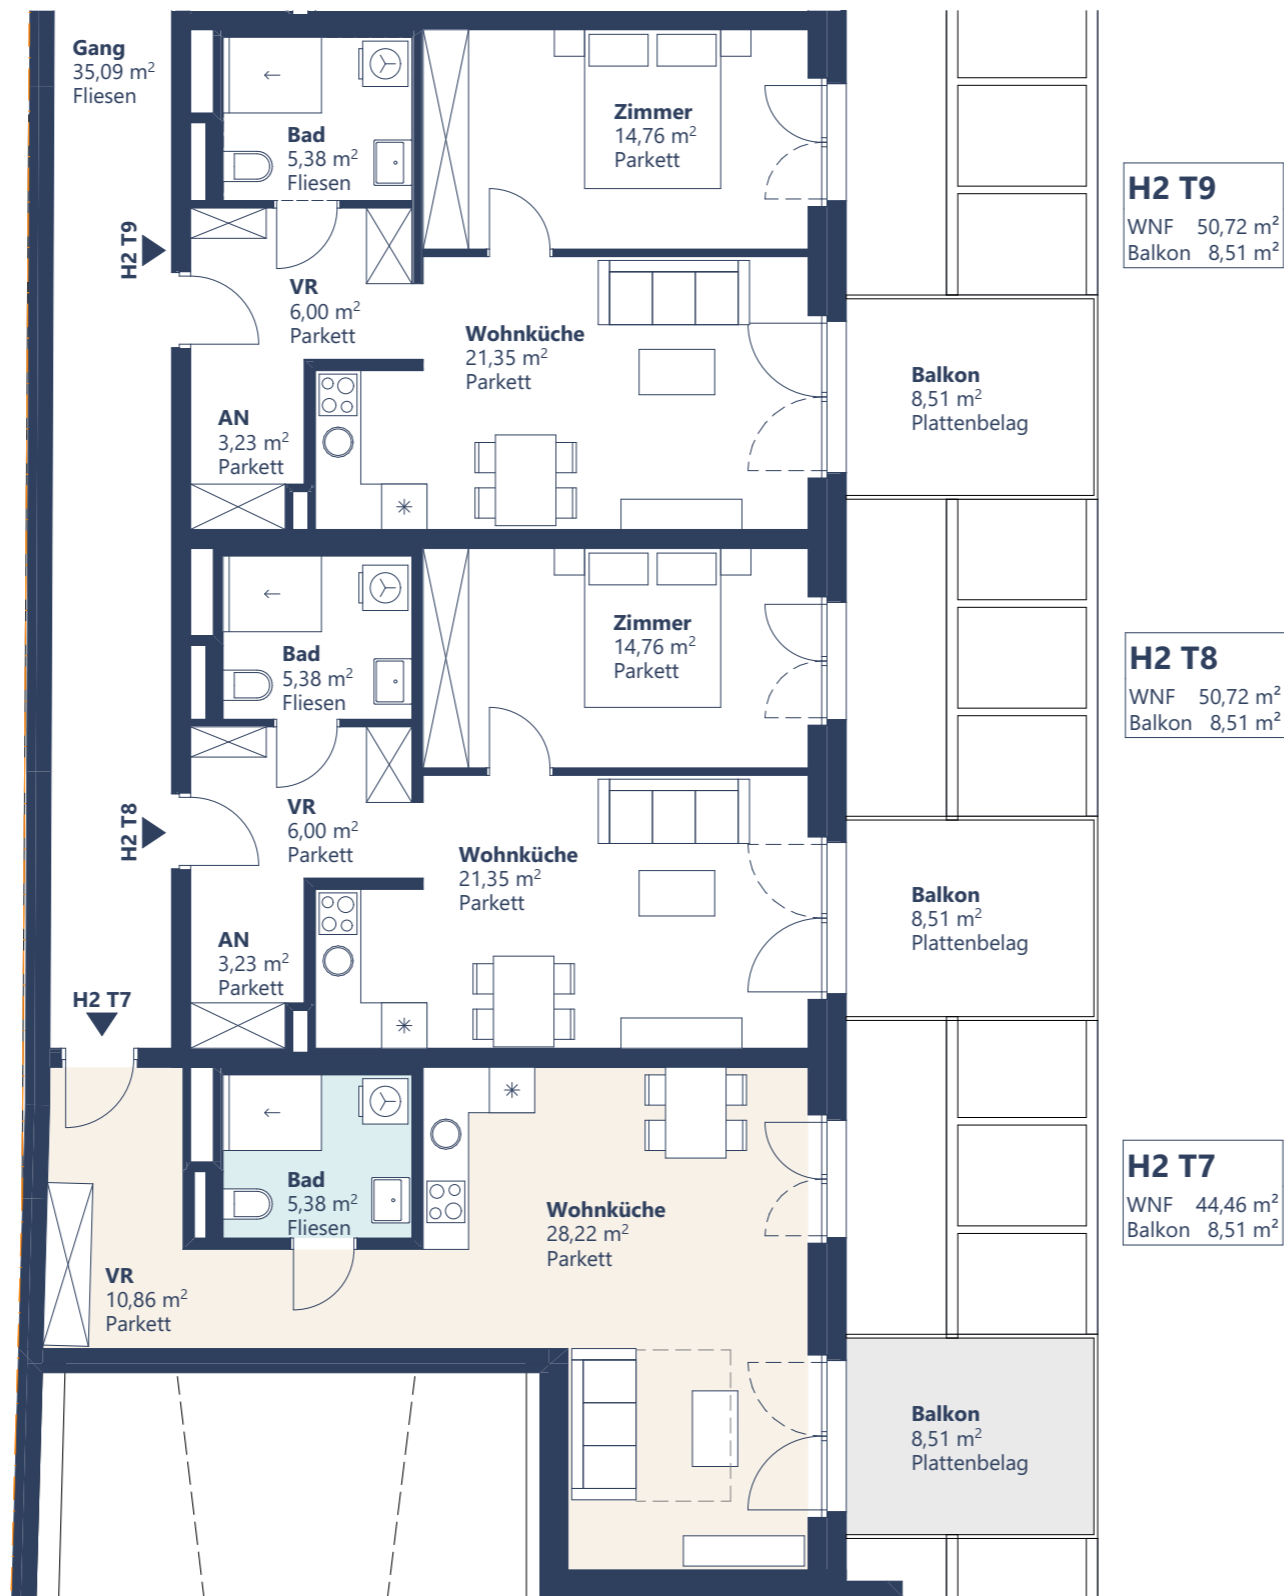 Gang
35,09 m²
Fliesen
Bad
5,38 m²
Fliesen
Zimmer
14,76 m²
Parkett
H2 T9
WNF 50,72 m²
Balkon 8,51 m²
H2 T9
VR
6,00 m²
Parkett
Wohnküche
21,35 m²
Parkett
Balkon
8,51 m²
Plattenbelag
AN
3,23 m²
Parkett
Bad
5,38 m²
Fliesen
Zimmer
14,76 m²
Parkett
H2 T8
WNF 50,72 m²
Balkon 8,51 m²
H2 T8
VR
6,00 m²
Parkett
Wohnküche
21,35 m²
Parkett
Balkon
8,51 m²
Plattenbelag
AN
3,23 m²
Parkett
H2 T7
Bad
5,38 m²
Fliesen
Wohnküche
28,22 m²
Parkett
H2 T7
WNF 44,46 m²
Balkon 8,51 m²
VR
10,86 m²
Parkett
Balkon
8,51 m²
Plattenbelag